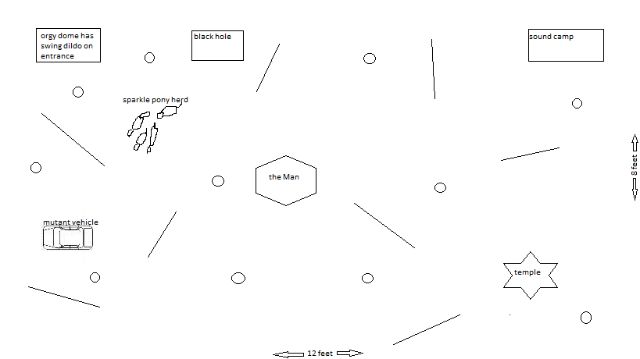 orgy dome has
swing dildo on
entrance
black hole
sound camp
sparkle pony herd
the Man
8 feet
mutant vehicle
temple
12 feet